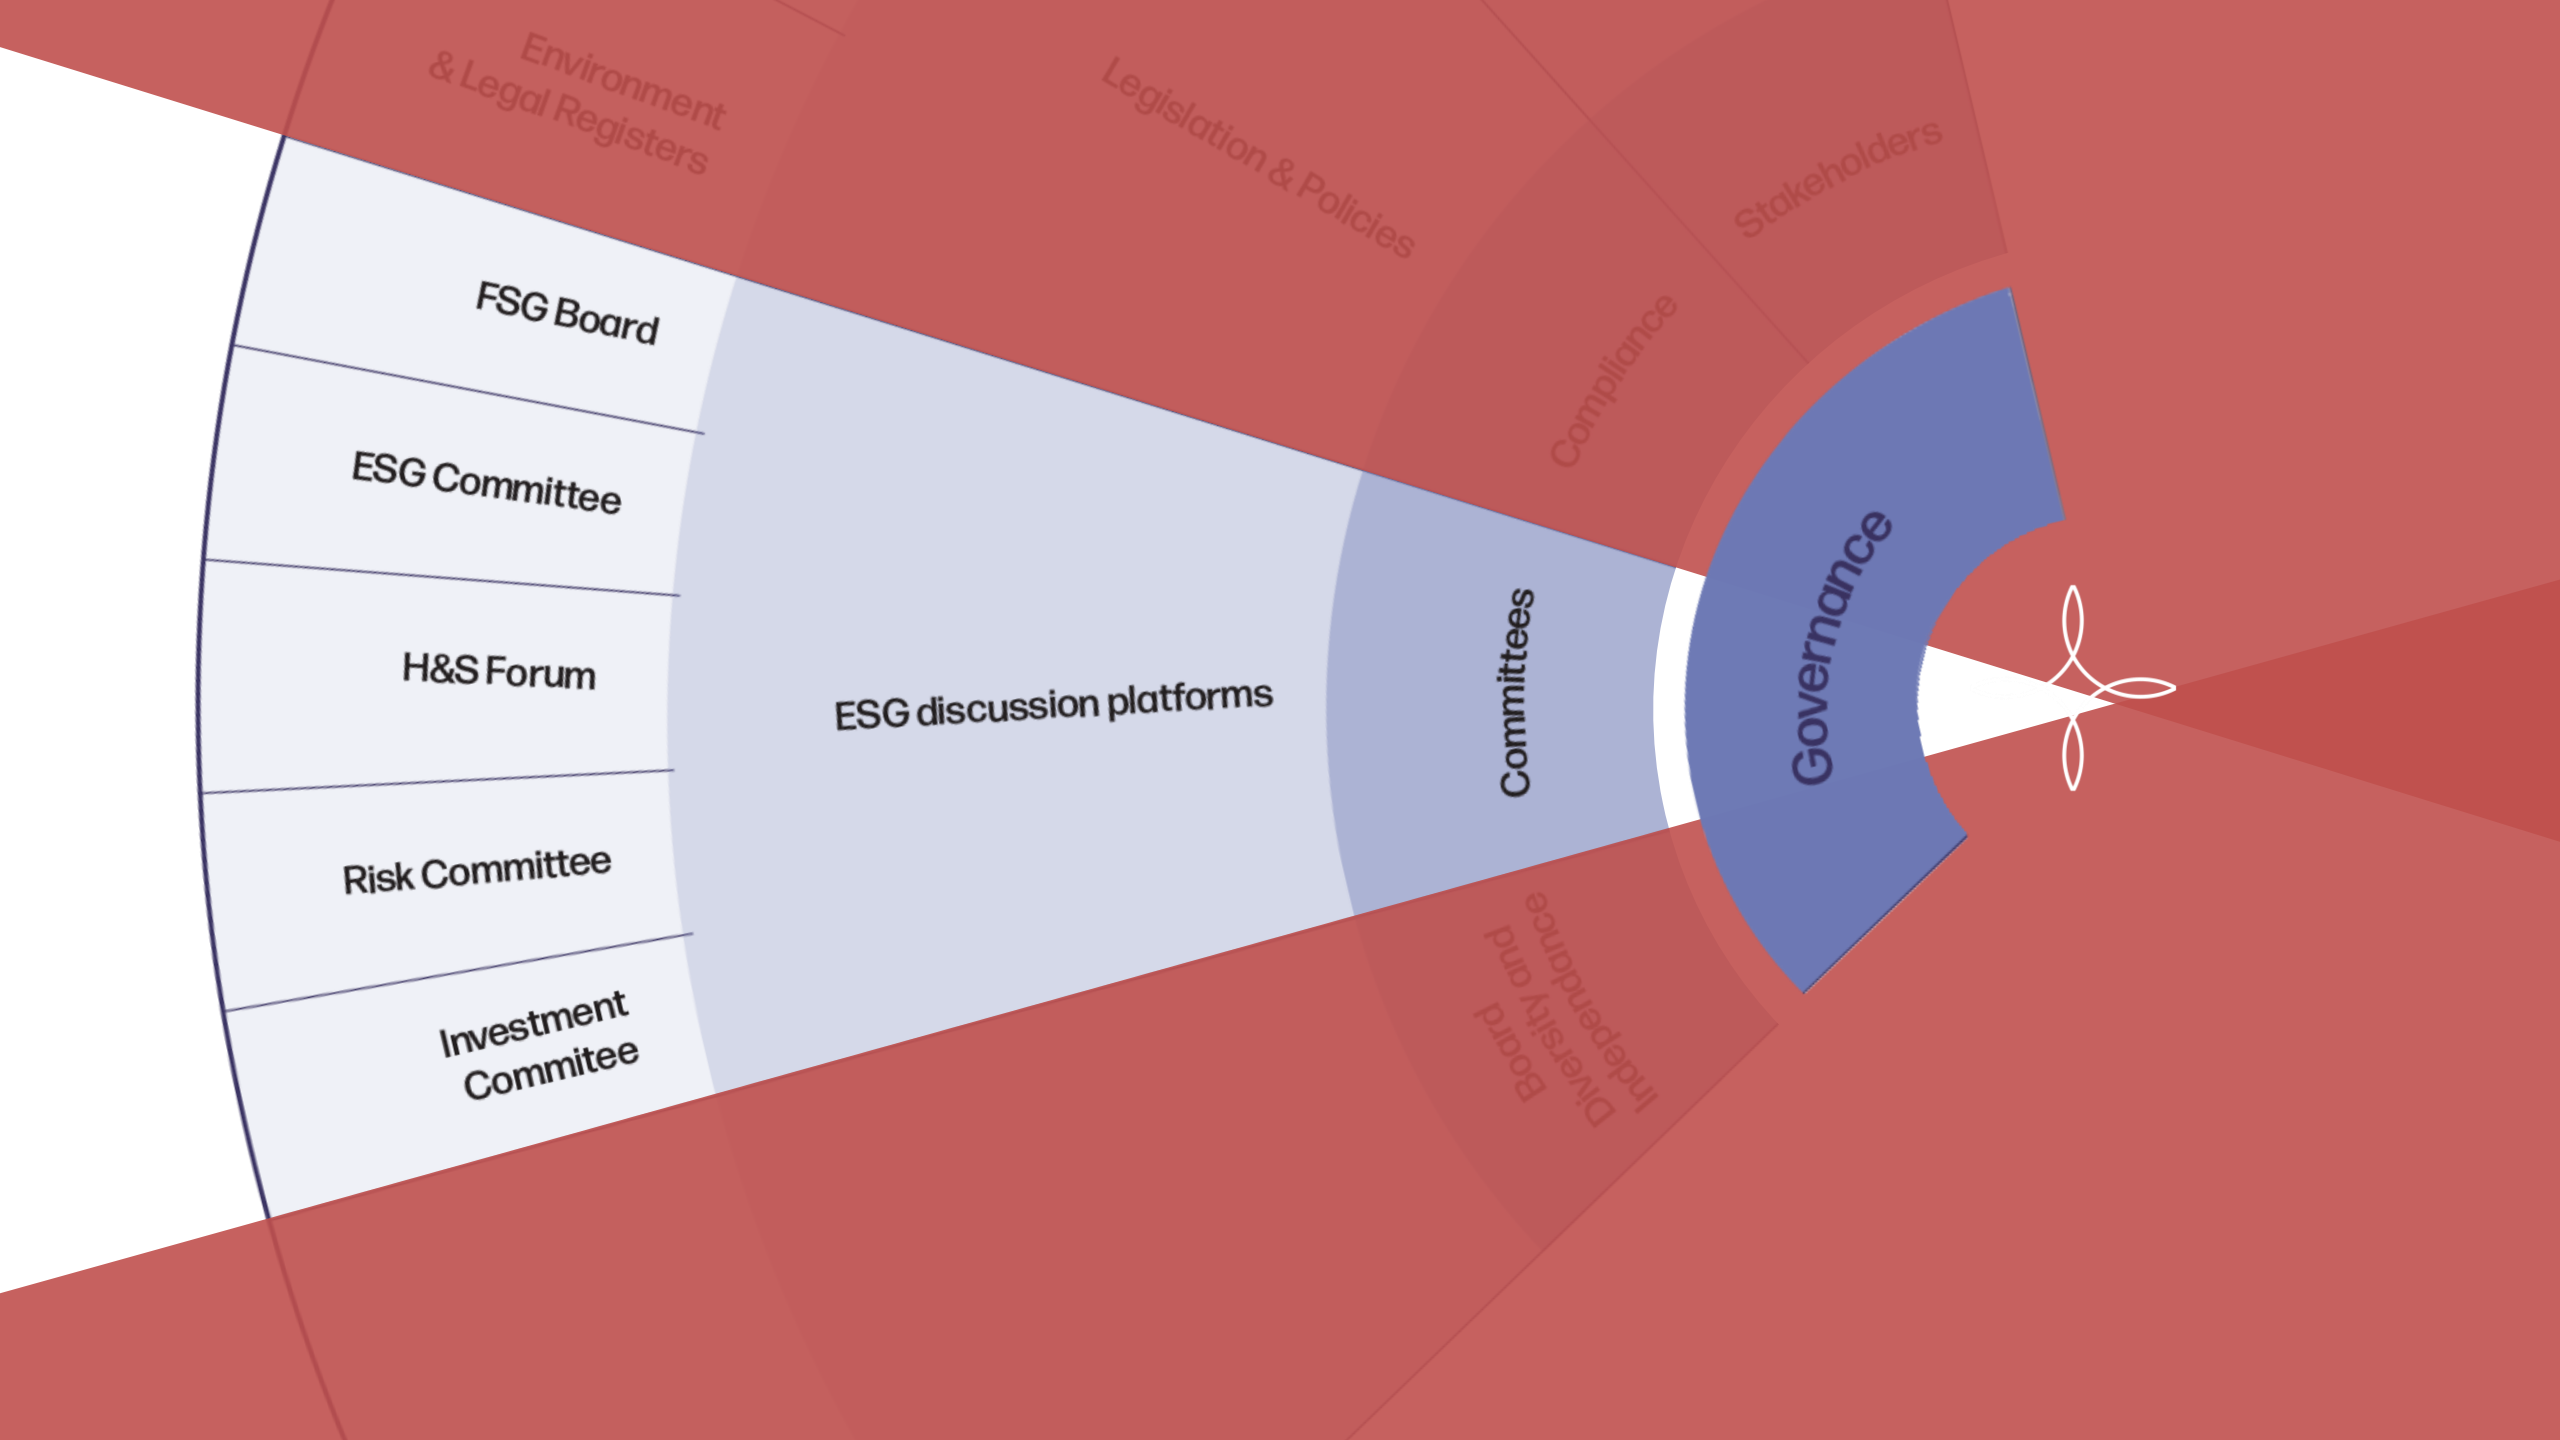 Environment
& Legal Registers
Legislation & Policies
Stakeholders
Compliance
FSG Board
ESG Committee
H&S Forum
Risk Committee
Investment
Commitee
ESG discussion platforms
Committees
Governance
Board
Diversity and
Independance